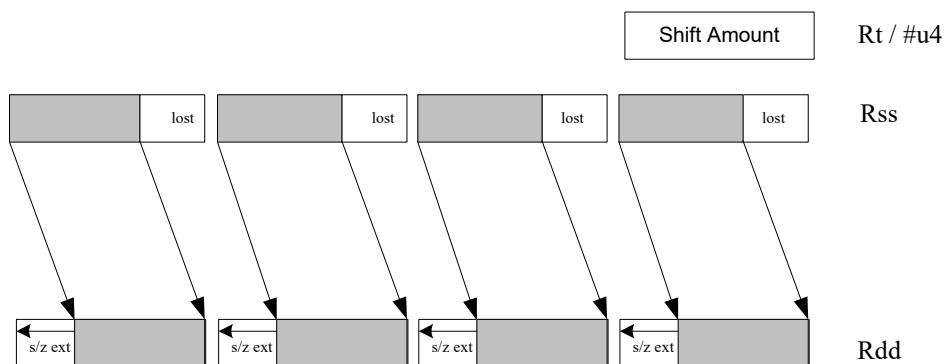 Shift Amount Rt / #u4
lost lost lost lost Rss
s/z ext s/z ext s/z ext s/z ext Rdd